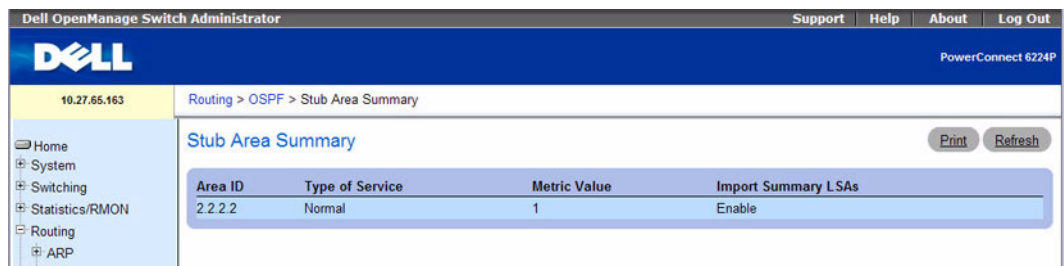 Dell OpenManage Switch Administrator Support Help About Log Out
DELL
PowerConnect 6224P
10.27.65.163 Routing > OSPF > Stub Area Summary
Stub Area Summary Print Refresh
Home
System
Switching
Statistics/RMON
Routing
ARP
Area ID Type of Service Metric Value Import Summary LSAs
2.2.2.2 Normal 1 Enable